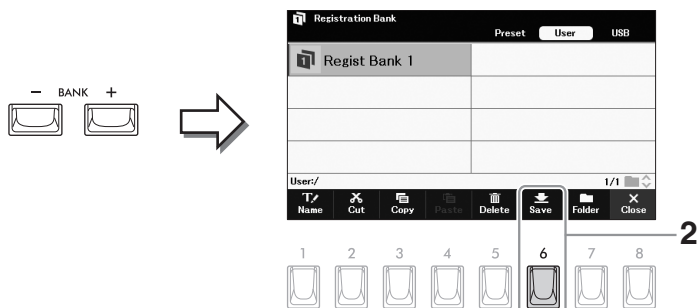 Registration Bank
Preset User USB
Regist Bank 1
− BANK +
User:/ 1/1
Name Cut Copy Paste Delete Save Folder Close
2
1 2 3 4 5 6 7 8